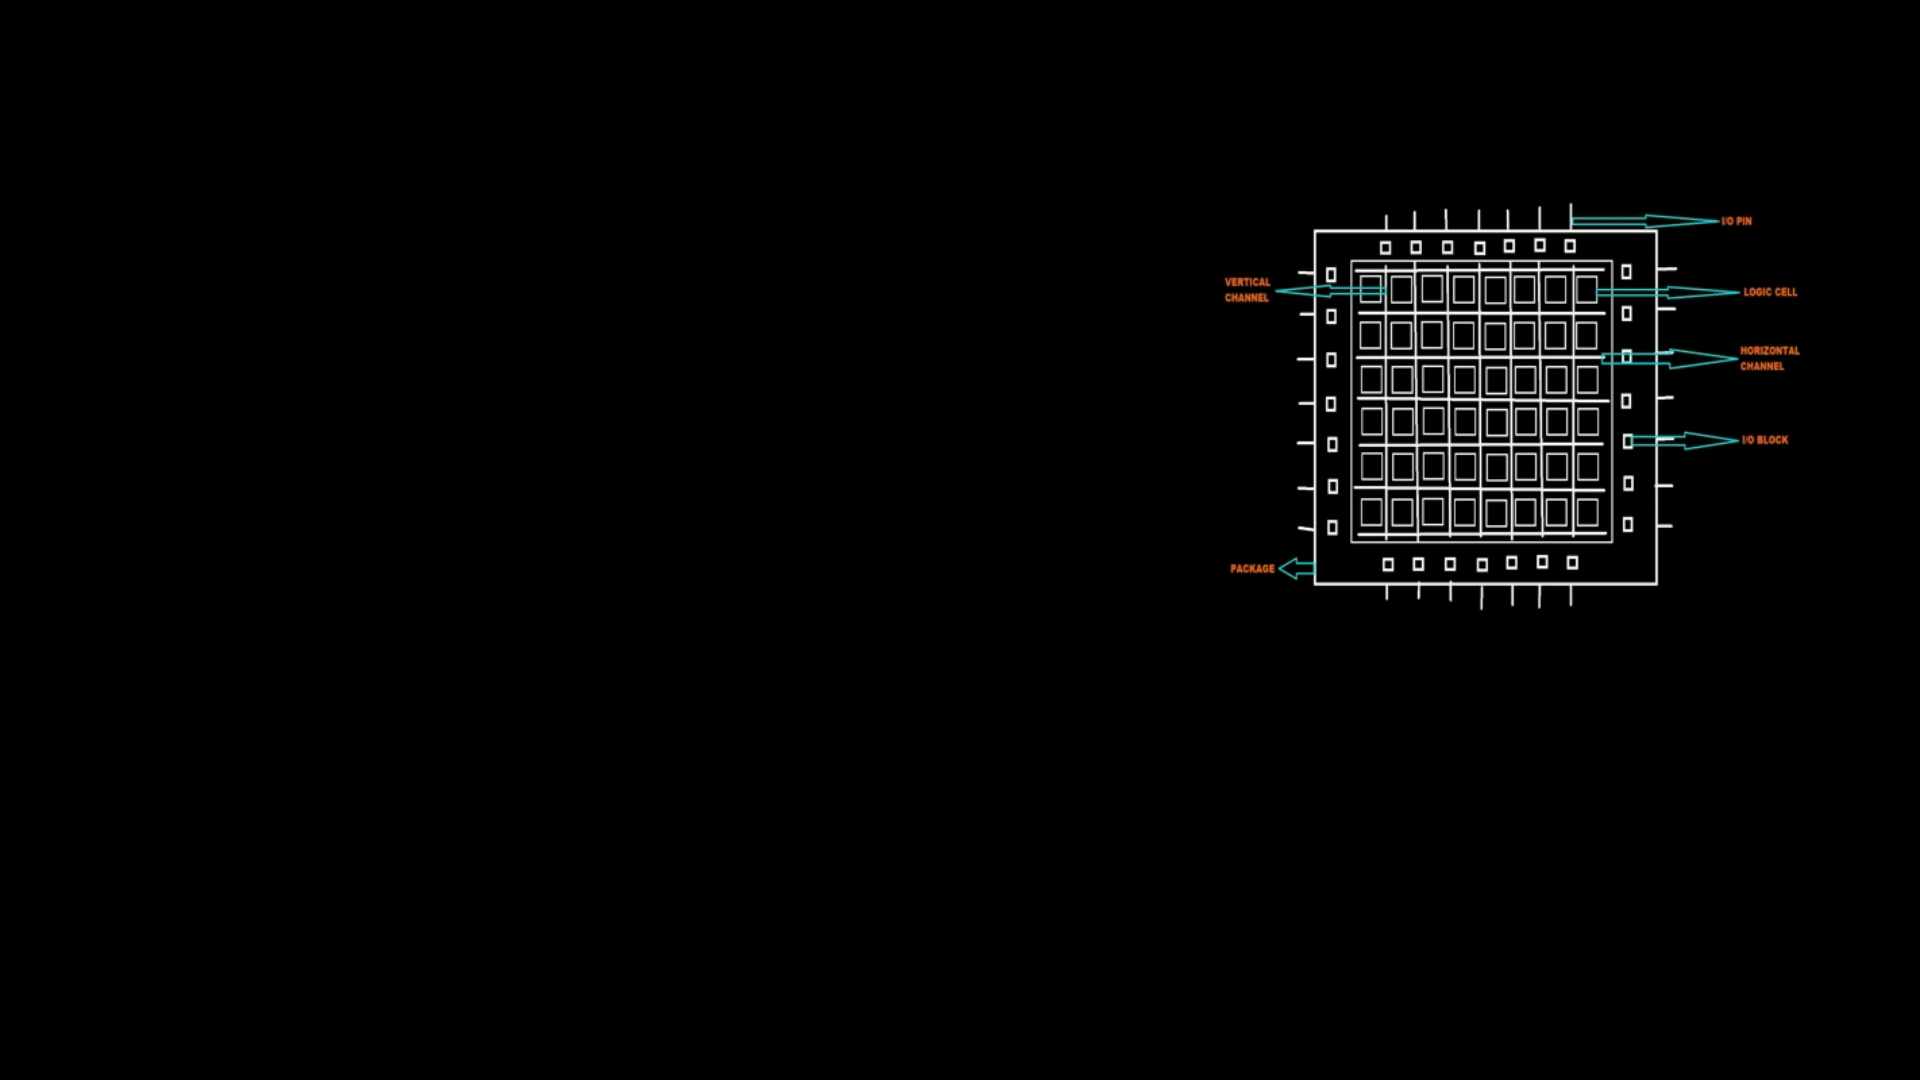 I/O PIN
VERTICAL
CHANNEL
LOGIC CELL
HORIZONTAL
CHANNEL
I/O BLOCK
PACKAGE